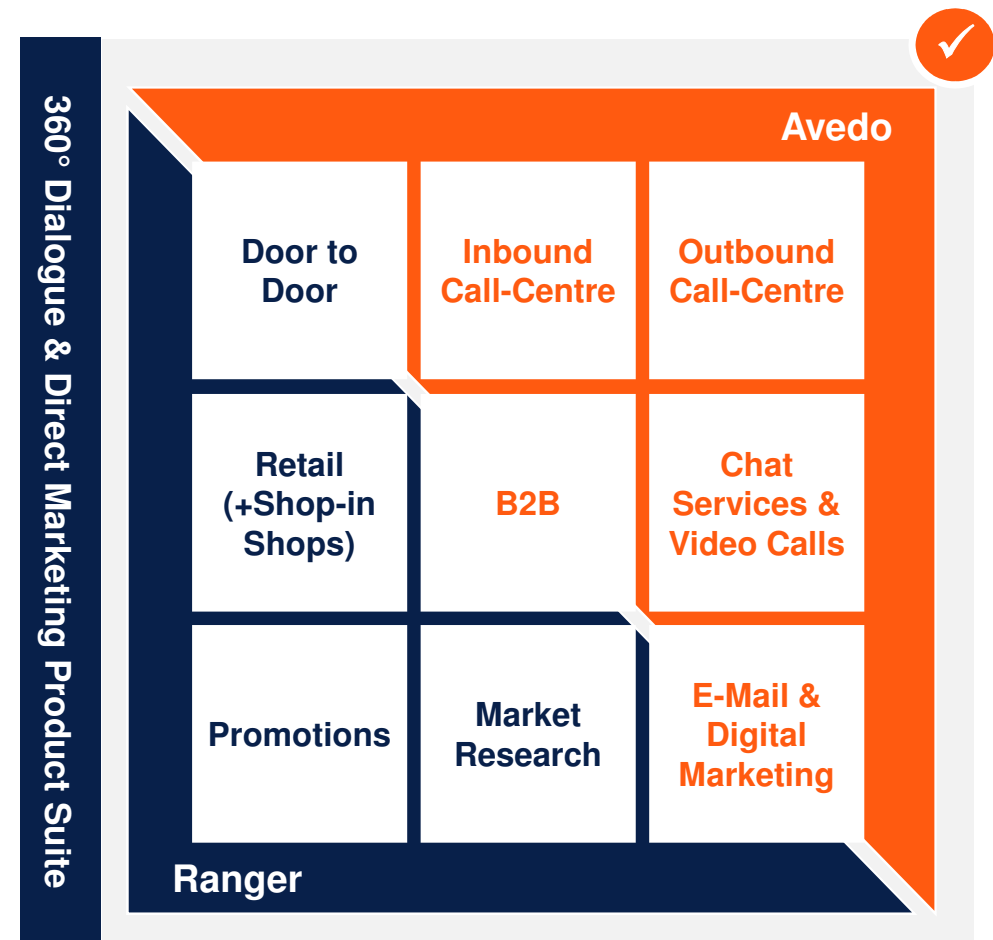 360° Dialogue & Direct Marketing Product Suite
Avedo
Door to
Door
Inbound
Call-Centre
Outbound
Call-Centre
Retail
(+Shop-in
Shops)
B2B
Chat
Services &
Video Calls
Promotions
Market
Research
E-Mail &
Digital
Marketing
Ranger